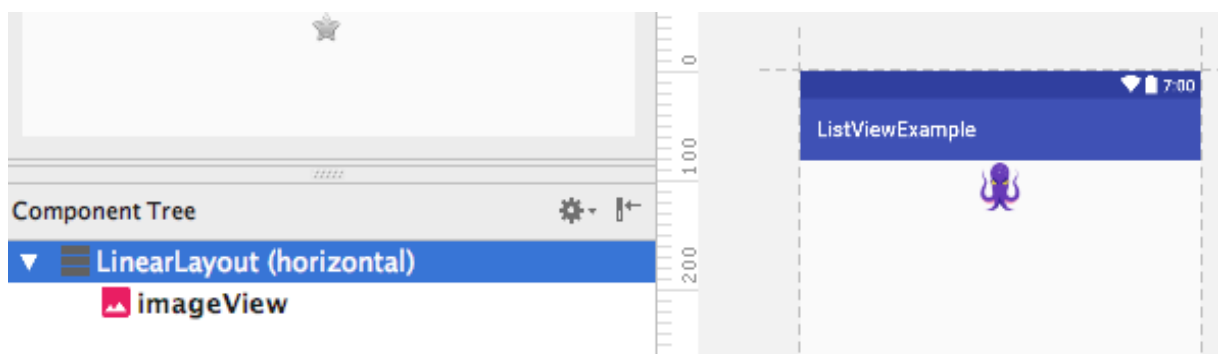 0
7:00
ListViewExample
100
Component Tree
LinearLayout (horizontal)
200
imageView